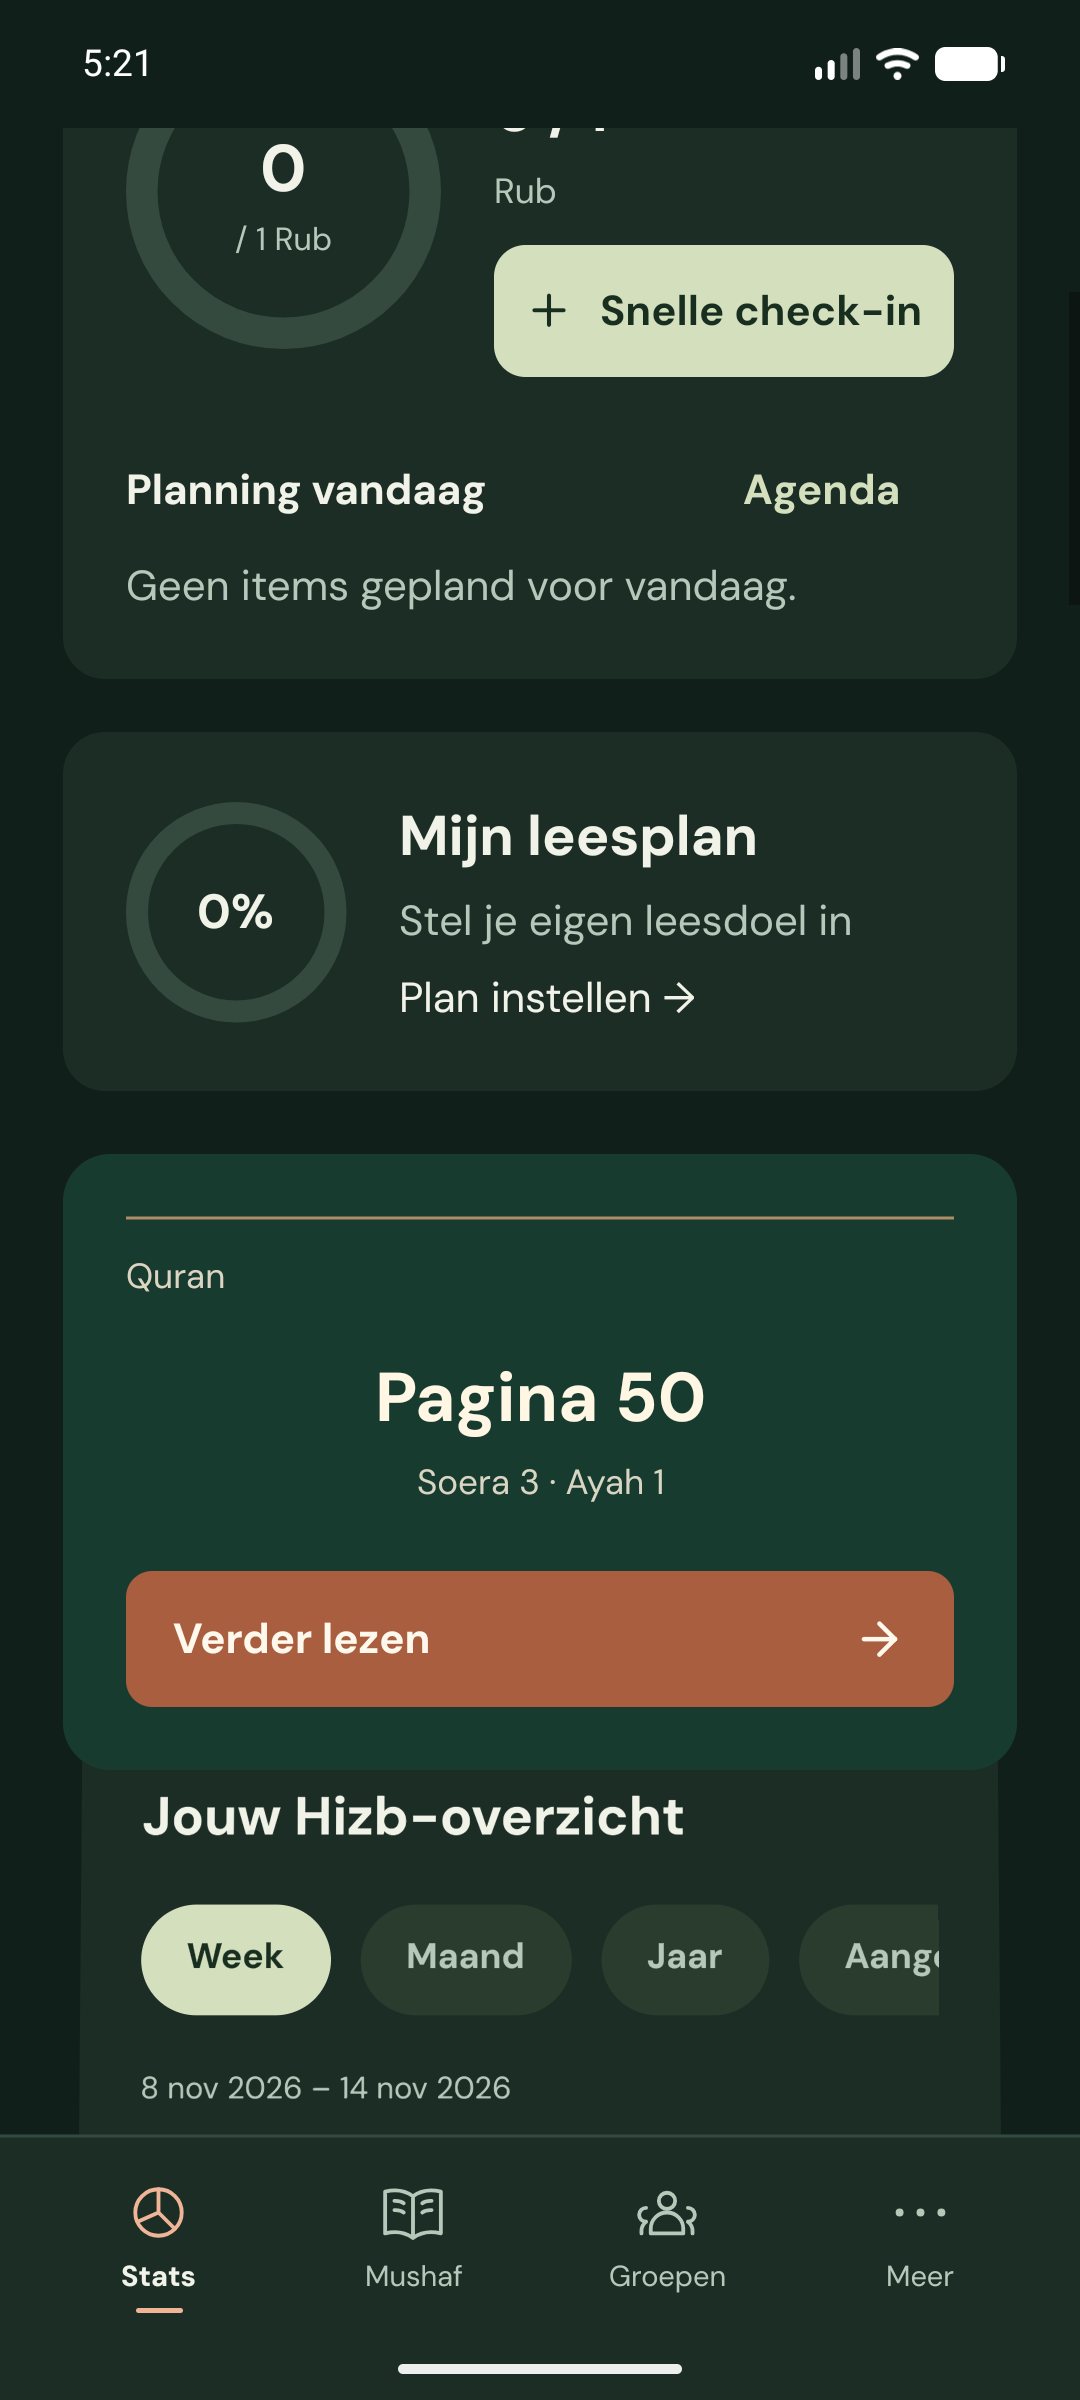 5:21
0
/ 1 Rub
Rub
+ Snelle check-in
Planning vandaag
Agenda
Geen items gepland voor vandaag.
0%
Mijn leesplan
Stel je eigen leesdoel in
Plan instellen →
Quran
Pagina 50
Soera 3 · Ayah 1
Verder lezen →
Jouw Hizb-overzicht
Week Maand Jaar
8 nov 2026 – 14 nov 2026
Stats Mushaf Groepen Meer